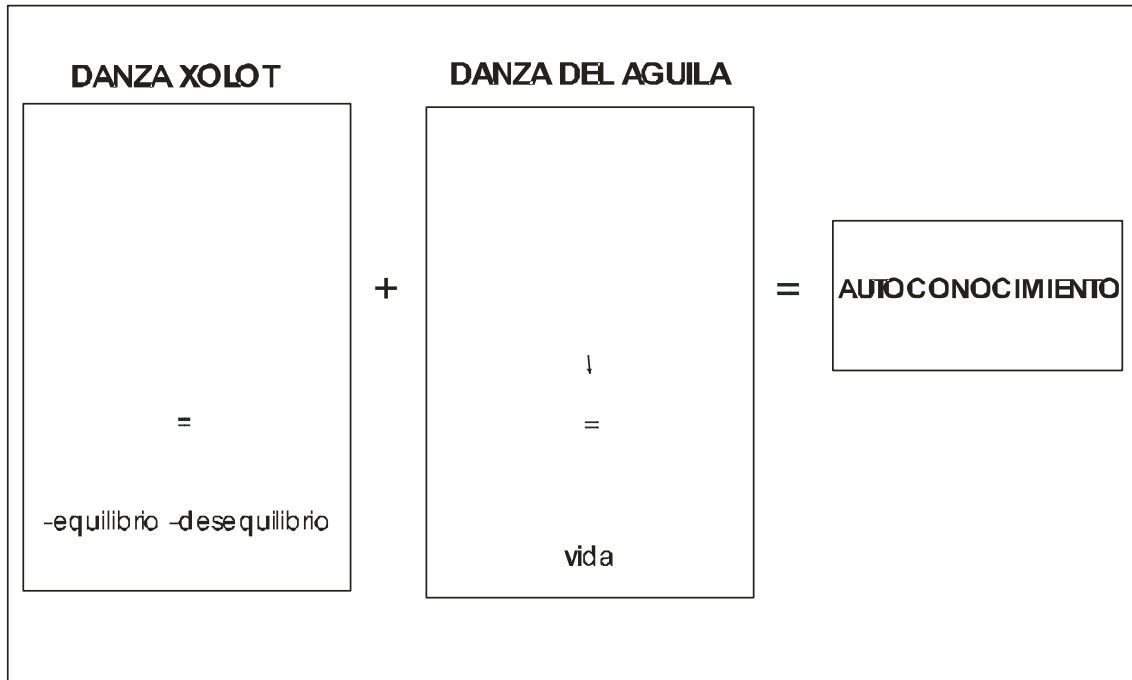 DANZA XOLOT
DANZA DEL AGUILA
=
-equilibrio -desequilibrio
+
=
vida
=
AUTOCONOCIMIENTO